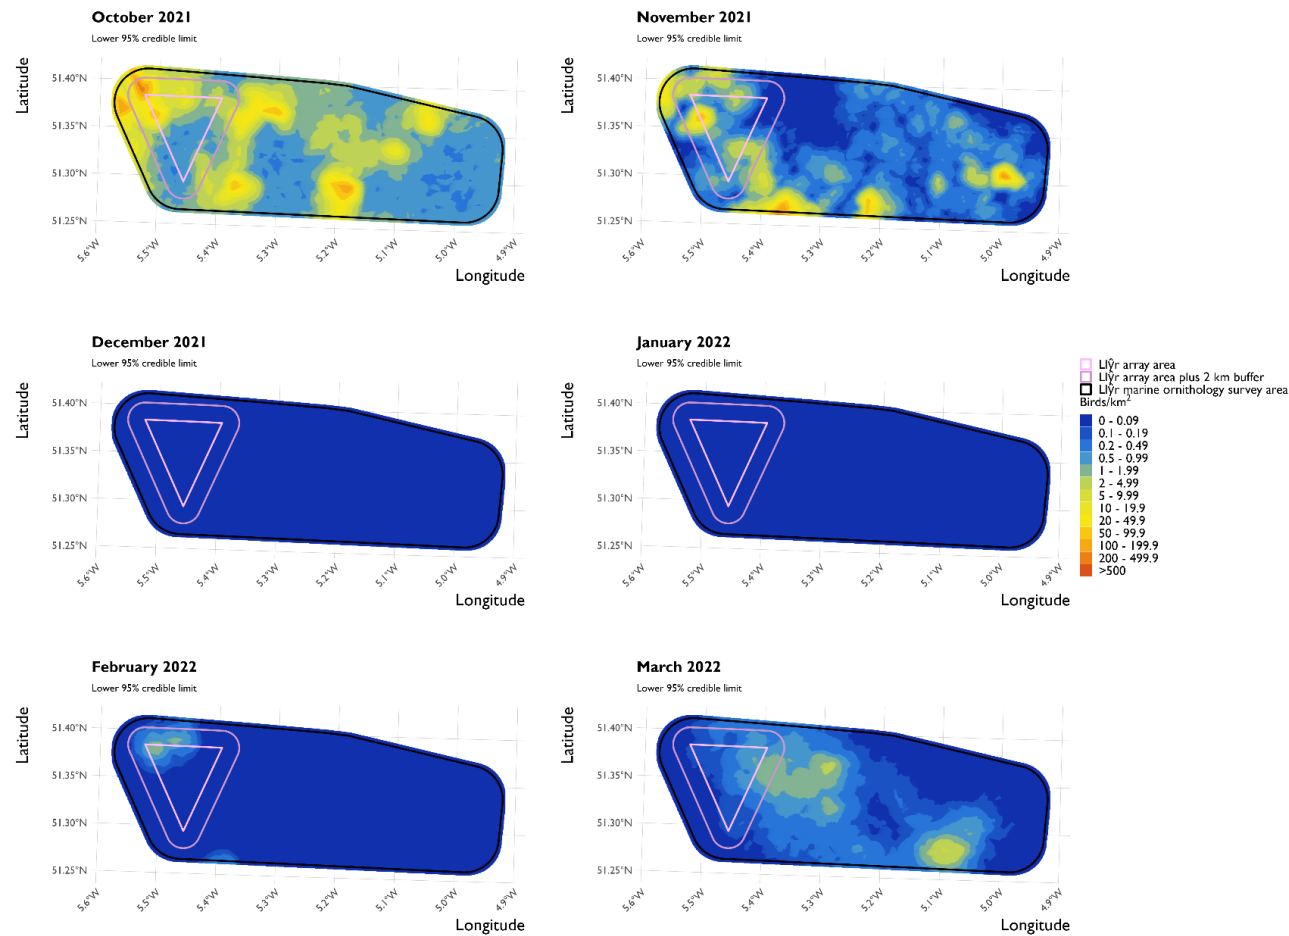 October 2021
Lower 95% credible limit
Latitude
51.40°N
51.35°N
51.30°N
51.25°N
5.6°W
5.5°W
5.4°W
5.3°W
5.2°W
5.1°W
5.0°W
4.9°W
Longitude
November 2021
Lower 95% credible limit
Latitude
51.40°N
51.35°N
51.30°N
51.25°N
5.6°W
5.5°W
5.4°W
5.3°W
5.2°W
5.1°W
5.0°W
4.9°W
Longitude
December 2021
Lower 95% credible limit
Latitude
51.40°N
51.35°N
51.30°N
51.25°N
5.6°W
5.5°W
5.4°W
5.3°W
5.2°W
5.1°W
5.0°W
4.9°W
Longitude
January 2022
Lower 95% credible limit
Latitude
51.40°N
51.35°N
51.30°N
51.25°N
5.6°W
5.5°W
5.4°W
5.3°W
5.2°W
5.1°W
5.0°W
4.9°W
Longitude
Llŷr array area
Llŷr array area plus 2 km buffer
Llŷr marine ornithology survey area
Birds/km²
0 - 0.09
0.1 - 0.19
0.2 - 0.49
0.5 - 0.99
1 - 1.99
2 - 4.99
5 - 9.99
10 - 19.9
20 - 49.9
50 - 99.9
100 - 199.9
200 - 499.9
>500
February 2022
Lower 95% credible limit
Latitude
51.40°N
51.35°N
51.30°N
51.25°N
5.6°W
5.5°W
5.4°W
5.3°W
5.2°W
5.1°W
5.0°W
4.9°W
Longitude
March 2022
Lower 95% credible limit
Latitude
51.40°N
51.35°N
51.30°N
51.25°N
5.6°W
5.5°W
5.4°W
5.3°W
5.2°W
5.1°W
5.0°W
4.9°W
Longitude